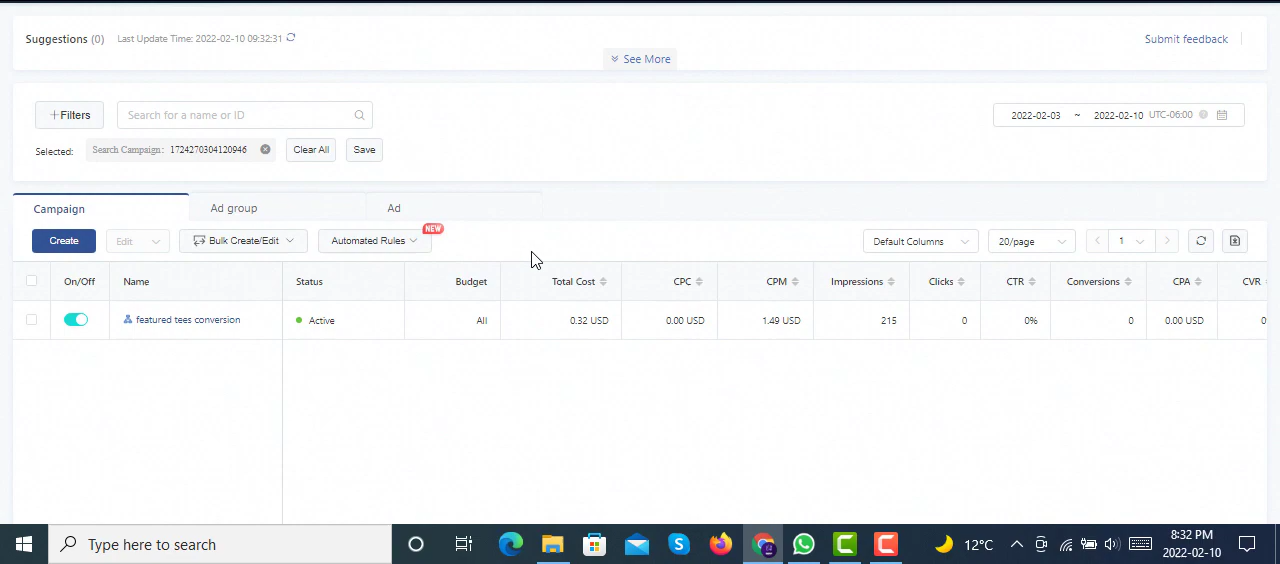 Suggestions (0) Last Update Time: 2022-02-10 09:32:31 Submit feedback
See More
+Filters Search for a name or ID 2022-02-03 ~ 2022-02-10 UTC-06:00
Selected: Search Campaign: 1724270304120946 Clear All Save
Campaign Ad group Ad
Create Edit Bulk Create/Edit Automated Rules NEW Default Columns 20/page 1
On/Off Name Status Budget Total Cost CPC CPM Impressions Clicks CTR Conversions CPA CVR
featured tees conversion Active All 0.32 USD 0.00 USD 1.49 USD 215 0 0% 0 0.00 USD 0%
Type here to search 12°C 8:32 PM
2022-02-10